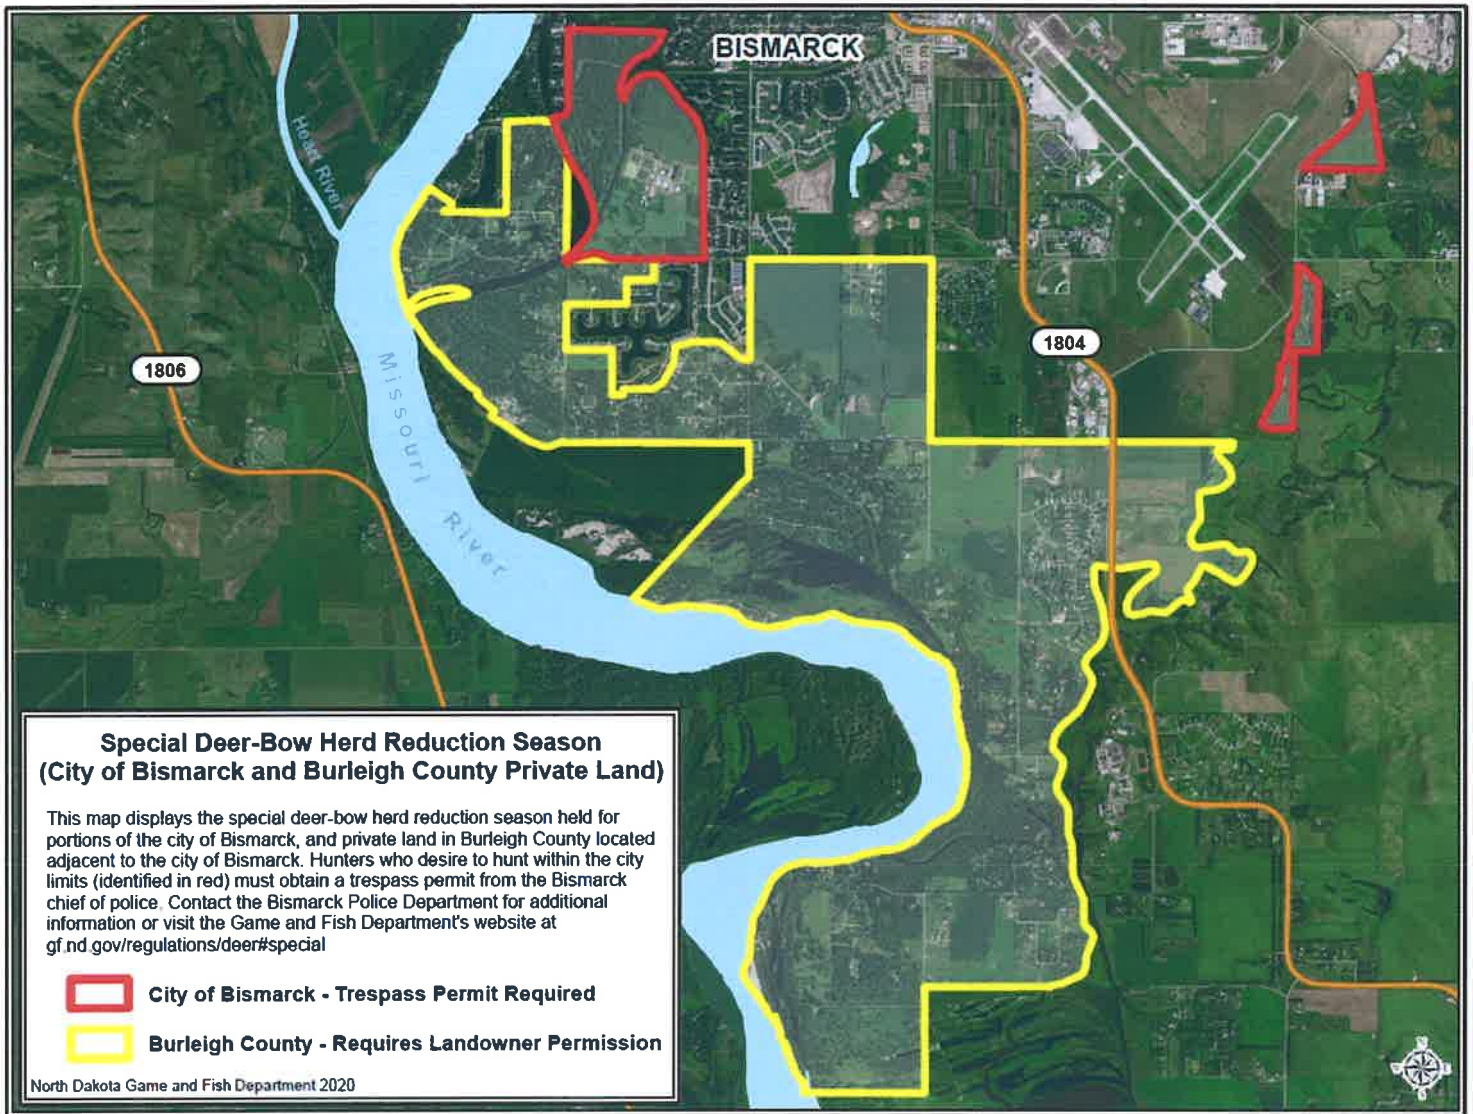 BISMARCK
Heart River
1806
1804
Missouri
River
Special Deer-Bow Herd Reduction Season
(City of Bismarck and Burleigh County Private Land)
This map displays the special deer-bow herd reduction season held for
portions of the city of Bismarck, and private land in Burleigh County located
adjacent to the city of Bismarck. Hunters who desire to hunt within the city
limits (identified in red) must obtain a trespass permit from the Bismarck
chief of police. Contact the Bismarck Police Department for additional
information or visit the Game and Fish Department's website at
gf.nd.gov/regulations/deer#special
City of Bismarck - Trespass Permit Required
Burleigh County - Requires Landowner Permission
North Dakota Game and Fish Department 2020